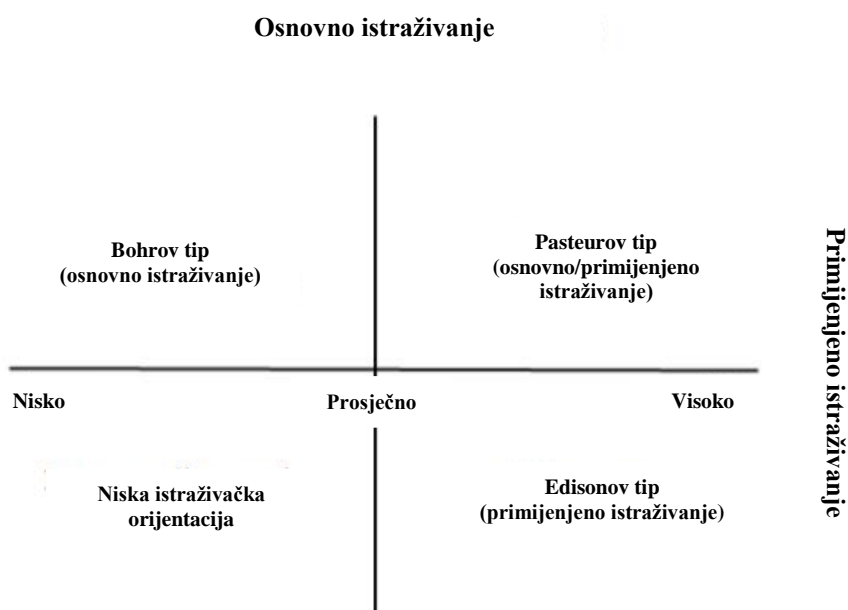 Osnovno istraživanje
Bohrov tip
(osnovno istraživanje)
Pasteurov tip
(osnovno/primijenjeno
istraživanje)
Primijenjeno istraživanje
Nisko
Prosječno
Visoko
Niska istraživačka
orijentacija
Edisonov tip
(primijenjeno istraživanje)